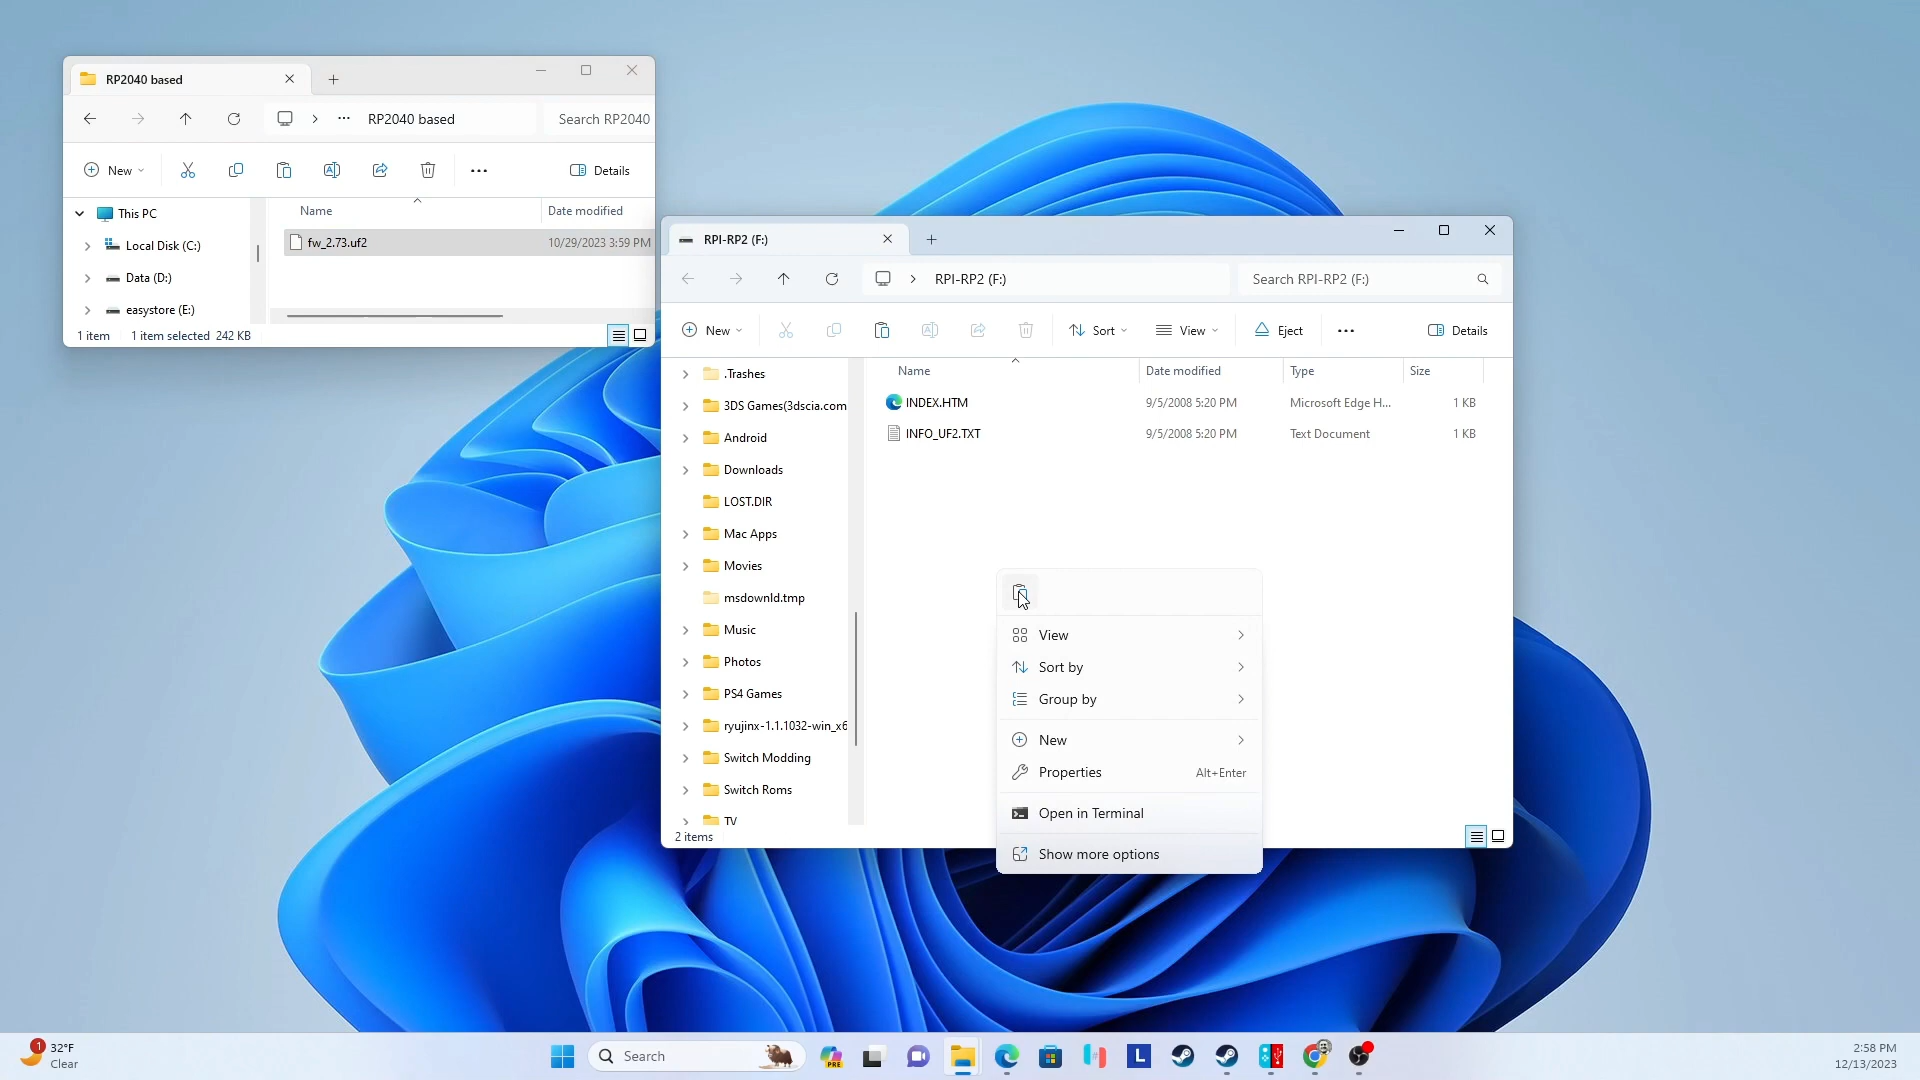 RP2040 based
RP2040 based
Search RP2040
New
Details
This PC
Name
Date modified
Local Disk (C:)
fw_2.73.uf2
10/29/2023 3:59 PM
Data (D:)
easystore (E:)
1 item
1 item selected 242 KB
RPI-RP2 (F:)
RPI-RP2 (F:)
Search RPI-RP2 (F:)
New
Sort
View
Eject
Details
Name
Date modified
Type
Size
.Trashes
3DS Games(3dscia.com
INDEX.HTM
9/5/2008 5:20 PM
Microsoft Edge H...
1 KB
Android
INFO_UF2.TXT
9/5/2008 5:20 PM
Text Document
1 KB
Downloads
LOST.DIR
Mac Apps
Movies
msdownld.tmp
Music
Photos
PS4 Games
ryujinx-1.1.1032-win_x6
Switch Modding
Switch Roms
TV
2 items
View
Sort by
Group by
New
Properties
Alt+Enter
Open in Terminal
Show more options
1
32°F
Clear
Search
PRE
L
2:58 PM
12/13/2023